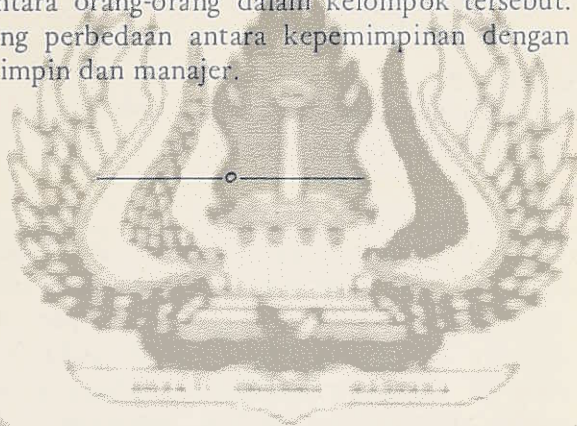 ntara orang-orang dalam kelompok tersebut.
ng perbedaan antara kepemimpinan dengan
impin dan manajer.